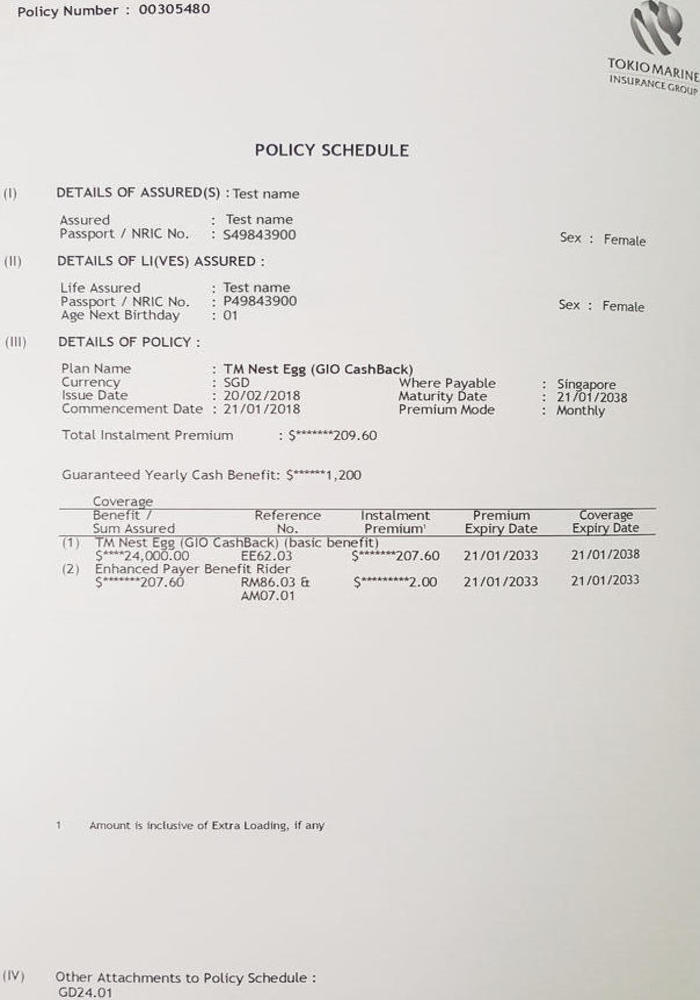 Policy Number : 00305480
TOKIO MARINE
INSURANCE GROUP
POLICY SCHEDULE
(I) DETAILS OF ASSURED(S) : Test name
Assured : Test name
Passport / NRIC No. : S49843900 Sex : Female
(II) DETAILS OF LI(VES) ASSURED :
Life Assured : Test name
Passport / NRIC No. : P49843900 Sex : Female
Age Next Birthday : 01
(III) DETAILS OF POLICY :
Plan Name : TM Nest Egg (GIO CashBack)
Currency : SGD Where Payable : Singapore
Issue Date : 20/02/2018 Maturity Date : 21/01/2038
Commencement Date : 21/01/2018 Premium Mode : Monthly
Total Instalment Premium : $*******209.60
Guaranteed Yearly Cash Benefit: $******1,200
Coverage
Benefit / Reference Instalment Premium Coverage
Sum Assured No. Premium¹ Expiry Date Expiry Date
(1) TM Nest Egg (GIO CashBack) (basic benefit)
$****24,000.00 EE62.03 $*******207.60 21/01/2033 21/01/2038
(2) Enhanced Payer Benefit Rider
$*******207.60 RM86.03 & $*********2.00 21/01/2033 21/01/2033
AM07.01
1 Amount is inclusive of Extra Loading, if any
(IV) Other Attachments to Policy Schedule :
GD24.01